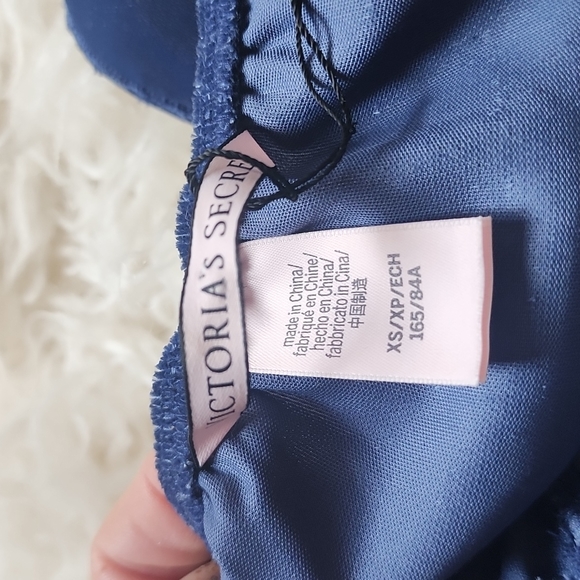 VICTORIA'S SECRE
made in China/
fabriqué en Chine/
hecho en China/
fabbricato In Cina/
中国制造
XS/XP/ECH
165/84A